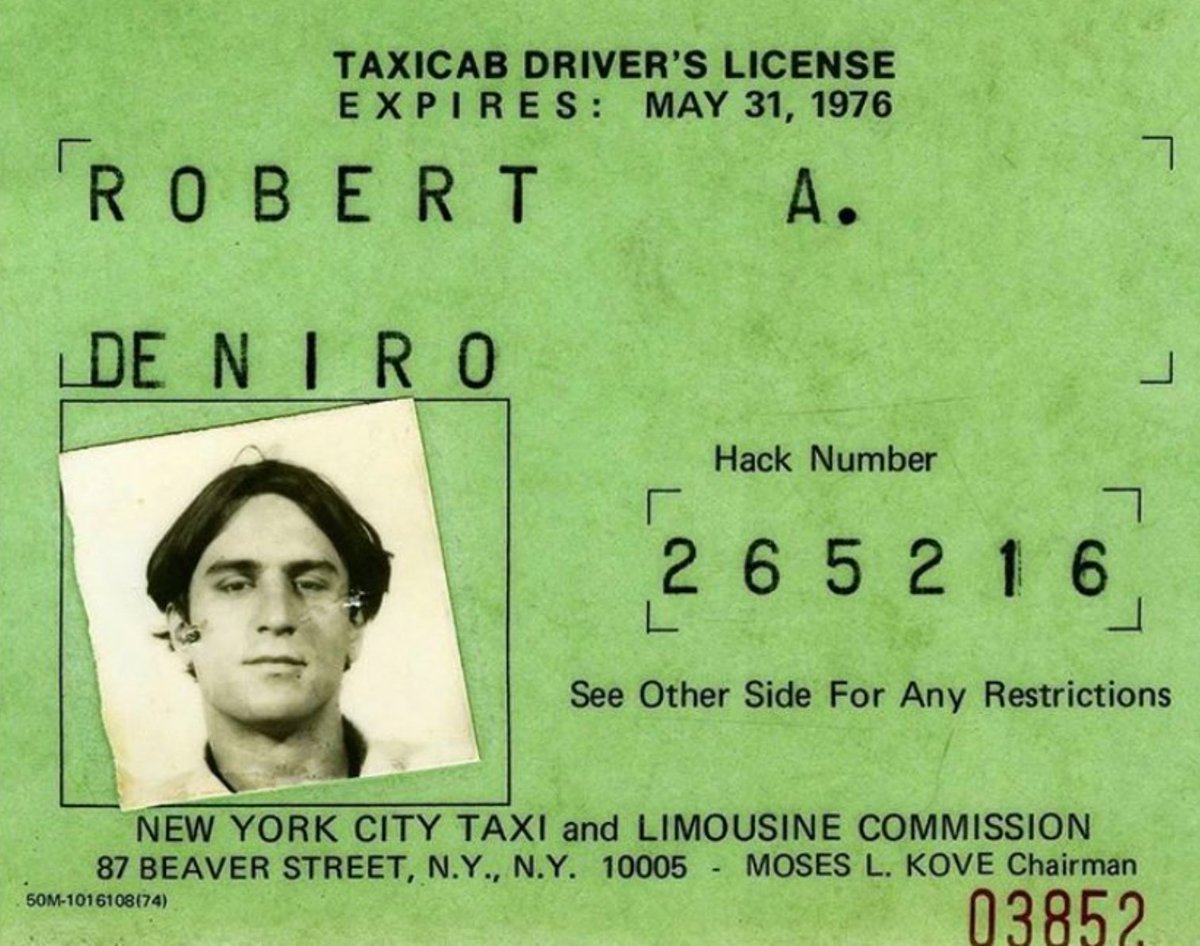 TAXICAB DRIVER'S LICENSE
EXPIRES: MAY 31, 1976
ROBERT A.
DE NIRO
Hack Number
265216
See Other Side For Any Restrictions
NEW YORK CITY TAXI and LIMOUSINE COMMISSION
87 BEAVER STREET, N.Y., N.Y. 10005 - MOSES L. KOVE Chairman
50M-1016108(74)
03852